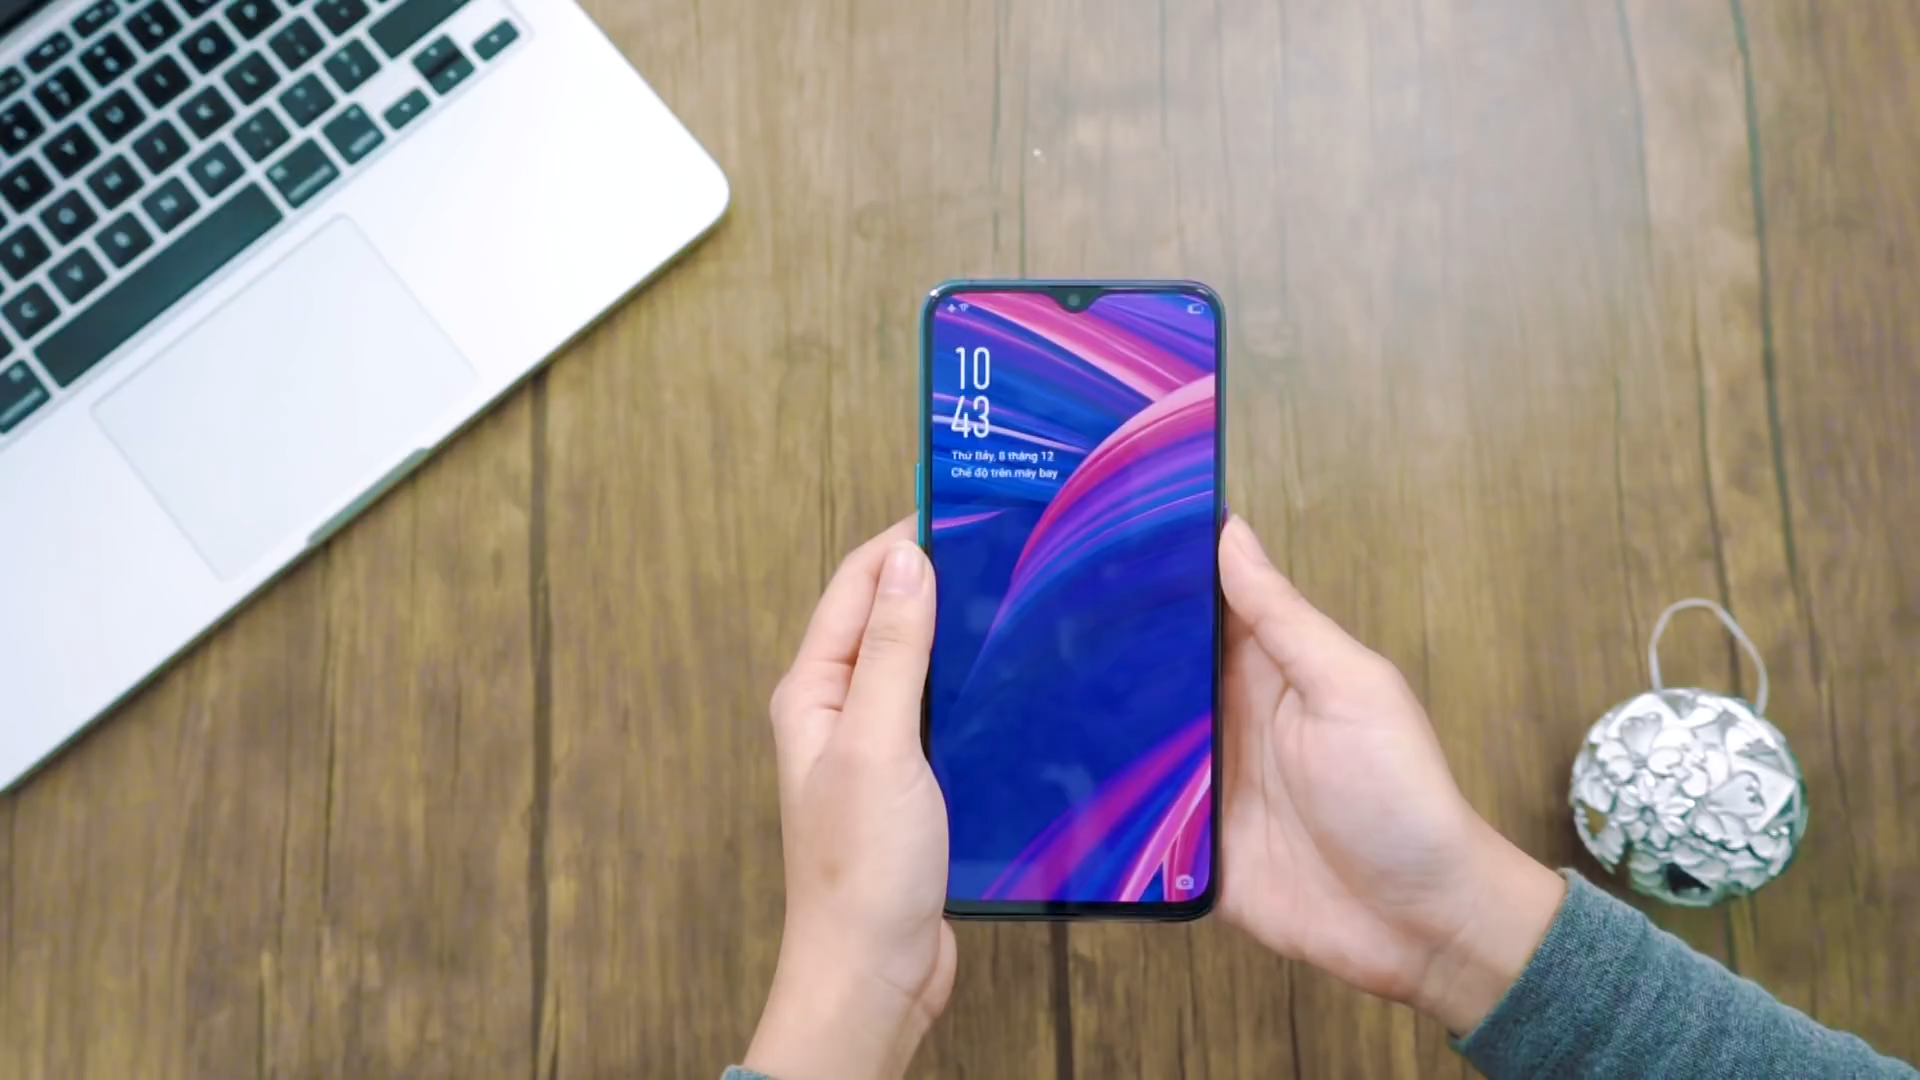 10
43
Thứ Bảy, 8 tháng 12
Chế độ trên máy bay